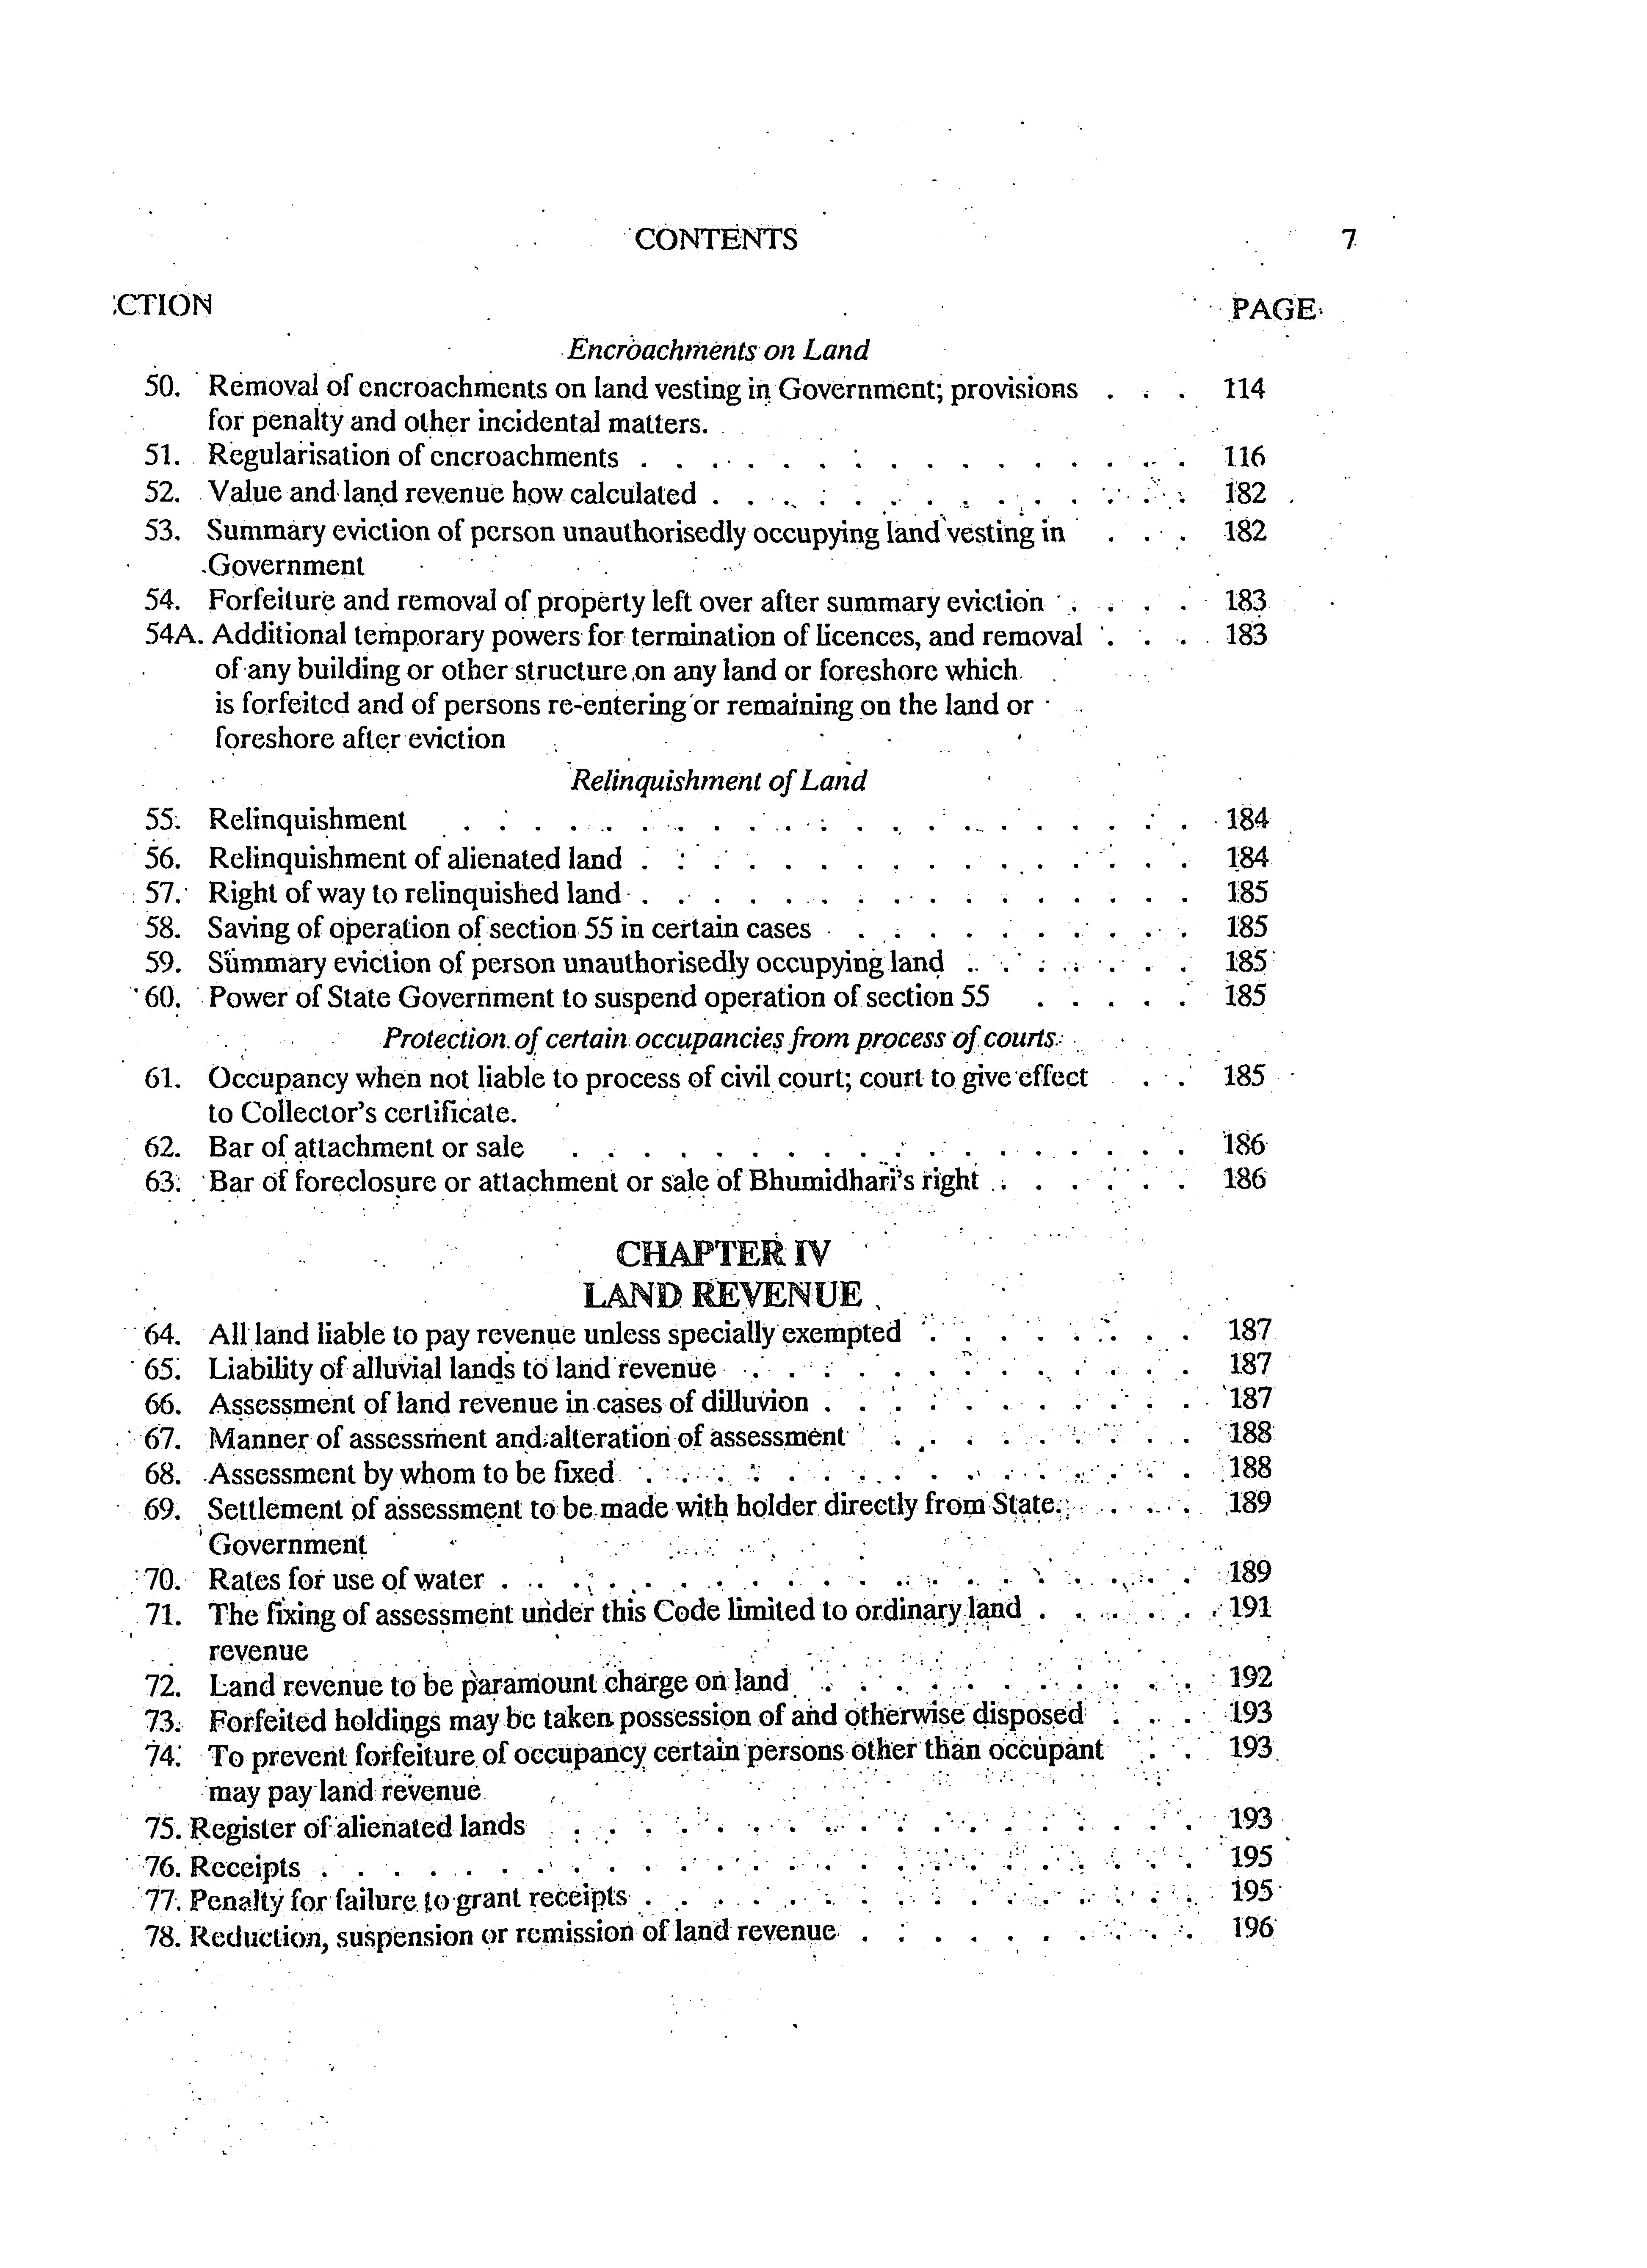 CONTENTS 7
CTION PAGE
Encroachments on Land
50. Removal of encroachments on land vesting in Government; provisions . . . 114
for penalty and other incidental matters.
51. Regularisation of encroachments . . . . . . . . . . . . . . . . 116
52. Value and land revenue how calculated . . . . . . . . . . . . . . 182
53. Summary eviction of person unauthorisedly occupying land vesting in . . . 182
Government
54. Forfeiture and removal of property left over after summary eviction . . . . 183
54A. Additional temporary powers for termination of licences, and removal . . . . 183
of any building or other structure on any land or foreshore which
is forfeited and of persons re-entering or remaining on the land or
foreshore after eviction
Relinquishment of Land
55. Relinquishment . . . . . . . . . . . . . . . . . . . . . 184
56. Relinquishment of alienated land . . . . . . . . . . . . . . . . 184
57. Right of way to relinquished land . . . . . . . . . . . . . . . . 185
58. Saving of operation of section 55 in certain cases . . . . . . . . . . 185
59. Summary eviction of person unauthorisedly occupying land . . . . . . . 185
60. Power of State Government to suspend operation of section 55 . . . . . 185
Protection of certain occupancies from process of courts
61. Occupancy when not liable to process of civil court; court to give effect . . 185
to Collector's certificate.
62. Bar of attachment or sale . . . . . . . . . . . . . . . . . . 186
63. Bar of foreclosure or attachment or sale of Bhumidhari's right . . . . . . 186
CHAPTER IV
LAND REVENUE
64. All land liable to pay revenue unless specially exempted . . . . . . . . 187
65. Liability of alluvial lands to land revenue . . . . . . . . . . . . . 187
66. Assessment of land revenue in cases of dilluvion . . . . . . . . . . . 187
67. Manner of assessment and alteration of assessment . . . . . . . . . 188
68. Assessment by whom to be fixed . . . . . . . . . . . . . . . . 188
69. Settlement of assessment to be made with holder directly from State . . . . 189
Government
70. Rates for use of water . . . . . . . . . . . . . . . . . . . . 189
71. The fixing of assessment under this Code limited to ordinary land . . . . . 191
revenue
72. Land revenue to be paramount charge on land . . . . . . . . . . . 192
73. Forfeited holdings may be taken possession of and otherwise disposed . . . 193
74. To prevent forfeiture of occupancy certain persons other than occupant . . 193
may pay land revenue
75. Register of alienated lands . . . . . . . . . . . . . . . . . . 193
76. Receipts . . . . . . . . . . . . . . . . . . . . . . . . . 195
77. Penalty for failure to grant receipts . . . . . . . . . . . . . . . . 195
78. Reduction, suspension or remission of land revenue . . . . . . . . . . 196